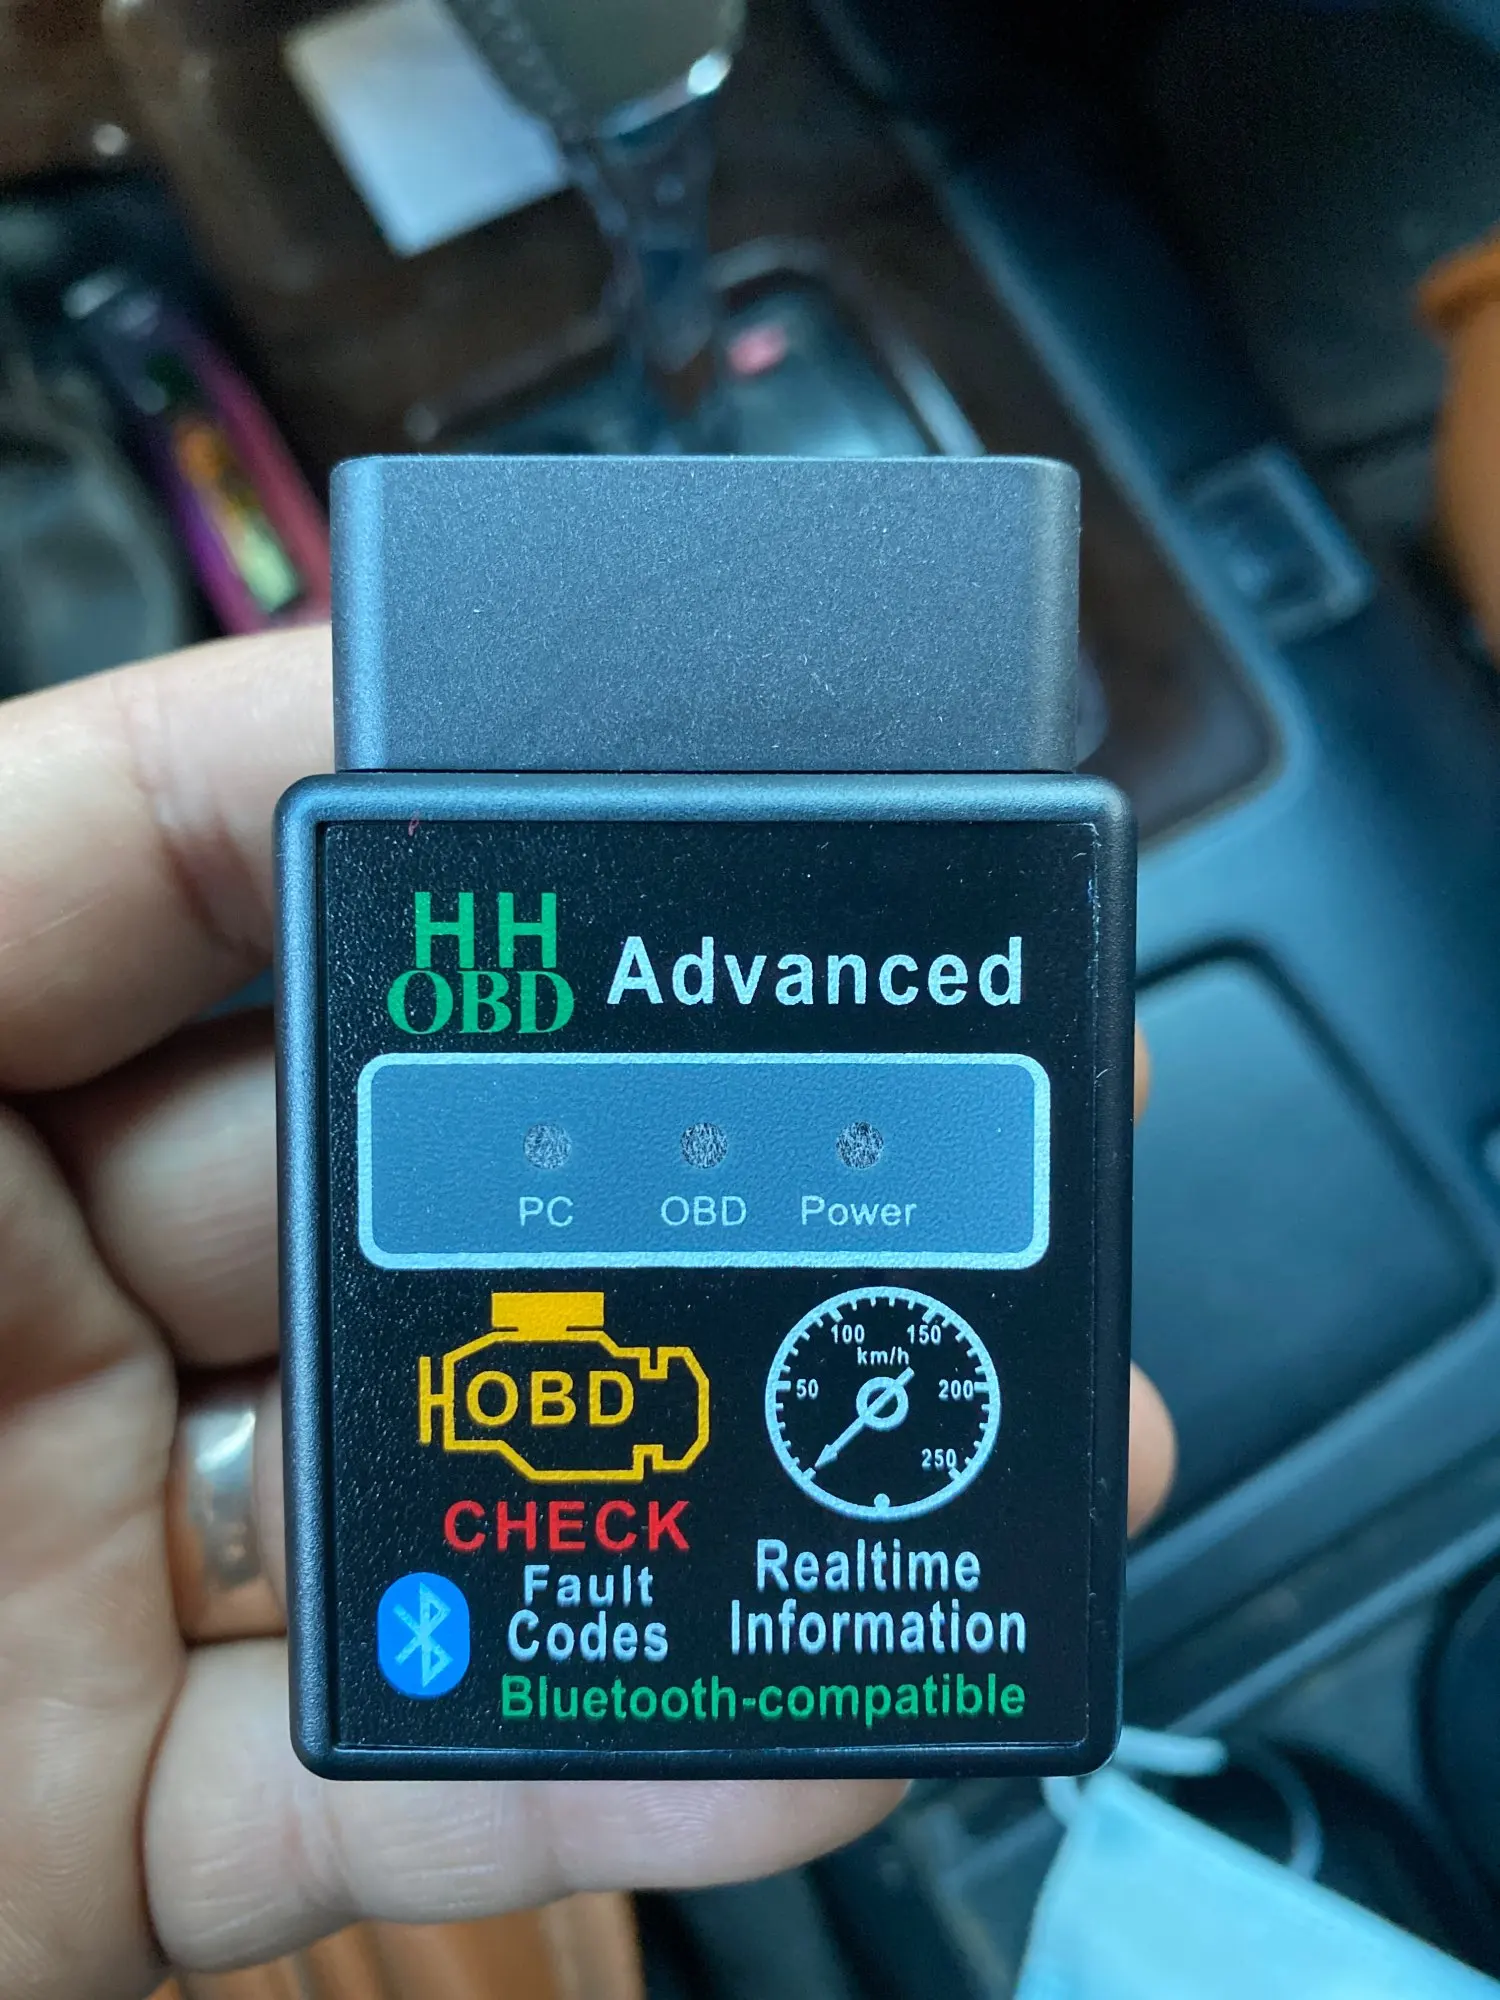 HH
OBD Advanced
PC OBD Power
OBD
CHECK
Fault
Codes
100 150
km/h
50 200
250
Realtime
Information
Bluetooth-compatible